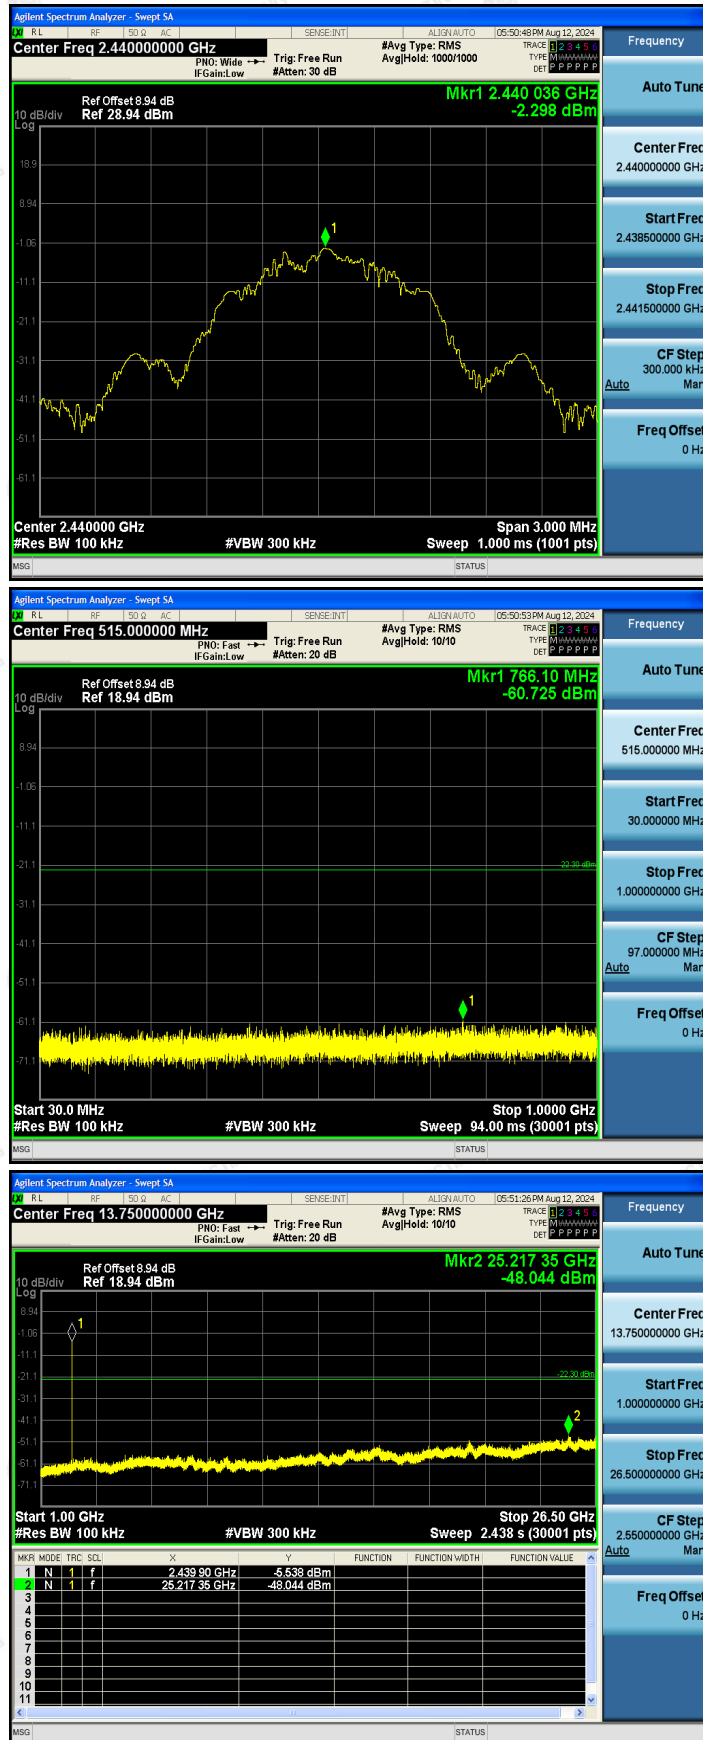 Agilent Spectrum Analyzer - Swept SA
LXI RL RF 50 Ω AC SENSE:INT ALIGN AUTO 05:50:48 PM Aug 12, 2024
Center Freq 2.440000000 GHz #Avg Type: RMS TRACE 1 2 3 4 5 6
PNO: Wide Trig: Free Run Avg|Hold: 1000/1000 TYPE M
IFGain:Low #Atten: 30 dB DET P P P P P P
Mkr1 2.440 036 GHz
Ref Offset 8.94 dB
10 dB/div Ref 28.94 dBm -2.298 dBm
Log
18.9
8.94
-1.06
1
-11.1
-21.1
-31.1
-41.1
-51.1
-61.1
Center 2.440000 GHz Span 3.000 MHz
#Res BW 100 kHz #VBW 300 kHz Sweep 1.000 ms (1001 pts)
MSG STATUS
Frequency
Auto Tune
Center Freq
2.440000000 GHz
Start Freq
2.438500000 GHz
Stop Freq
2.441500000 GHz
CF Step
300.000 kHz
Auto Man
Freq Offset
0 Hz
Agilent Spectrum Analyzer - Swept SA
LXI RL RF 50 Ω AC SENSE:INT ALIGN AUTO 05:50:53 PM Aug 12, 2024
Center Freq 515.000000 MHz #Avg Type: RMS TRACE 1 2 3 4 5 6
PNO: Fast Trig: Free Run Avg|Hold: 10/10 TYPE M
IFGain:Low #Atten: 20 dB DET P P P P P P
Mkr1 766.10 MHz
Ref Offset 8.94 dB
10 dB/div Ref 18.94 dBm -60.725 dBm
Log
8.94
-1.06
-11.1
-21.1
-22.30 dBm
-31.1
-41.1
-51.1
1
-61.1
-71.1
Start 30.0 MHz Stop 1.0000 GHz
#Res BW 100 kHz #VBW 300 kHz Sweep 94.00 ms (30001 pts)
MSG STATUS
Frequency
Auto Tune
Center Freq
515.000000 MHz
Start Freq
30.000000 MHz
Stop Freq
1.000000000 GHz
CF Step
97.000000 MHz
Auto Man
Freq Offset
0 Hz
Agilent Spectrum Analyzer - Swept SA
LXI RL RF 50 Ω AC SENSE:INT ALIGN AUTO 05:51:26 PM Aug 12, 2024
Center Freq 13.750000000 GHz #Avg Type: RMS TRACE 1 2 3 4 5 6
PNO: Fast Trig: Free Run Avg|Hold: 10/10 TYPE M
IFGain:Low #Atten: 20 dB DET P P P P P P
Mkr2 25.217 35 GHz
Ref Offset 8.94 dB
10 dB/div Ref 18.94 dBm -48.044 dBm
Log
8.94
1
-1.06
-11.1
-21.1
-22.30 dBm
-31.1
-41.1
2
-51.1
-61.1
-71.1
Start 1.00 GHz Stop 26.50 GHz
#Res BW 100 kHz #VBW 300 kHz Sweep 2.438 s (30001 pts)
MKR MODE TRC SCL X Y FUNCTION FUNCTION WIDTH FUNCTION VALUE
1 N 1 f 2.439 90 GHz -5.538 dBm
2 N 1 f 25.217 35 GHz -48.044 dBm
3
4
5
6
7
8
9
10
11
MSG STATUS
Frequency
Auto Tune
Center Freq
13.750000000 GHz
Start Freq
1.000000000 GHz
Stop Freq
26.500000000 GHz
CF Step
2.550000000 GHz
Auto Man
Freq Offset
0 Hz